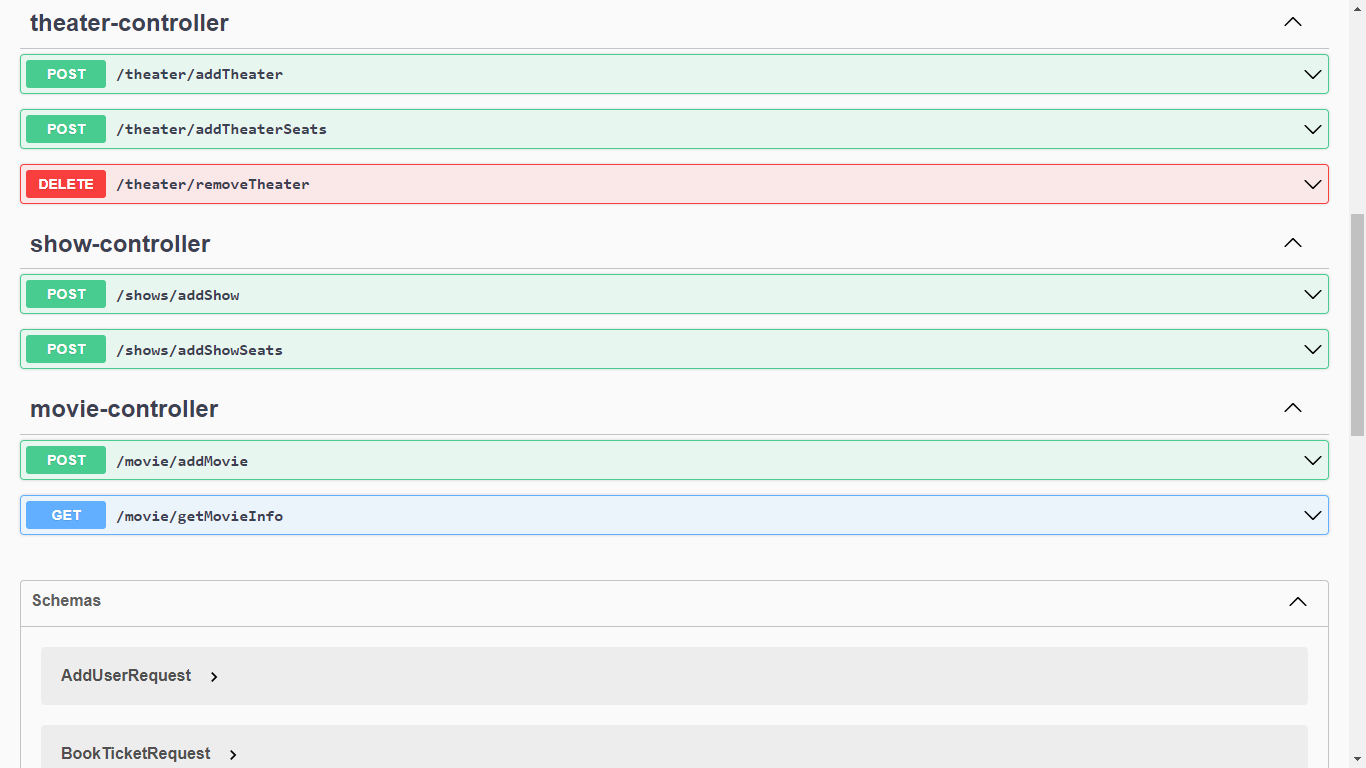 theater-controller
POST /theater/addTheater
POST /theater/addTheaterSeats
DELETE /theater/removeTheater
show-controller
POST /shows/addShow
POST /shows/addShowSeats
movie-controller
POST /movie/addMovie
GET /movie/getMovieInfo
Schemas
AddUserRequest
BookTicketRequest